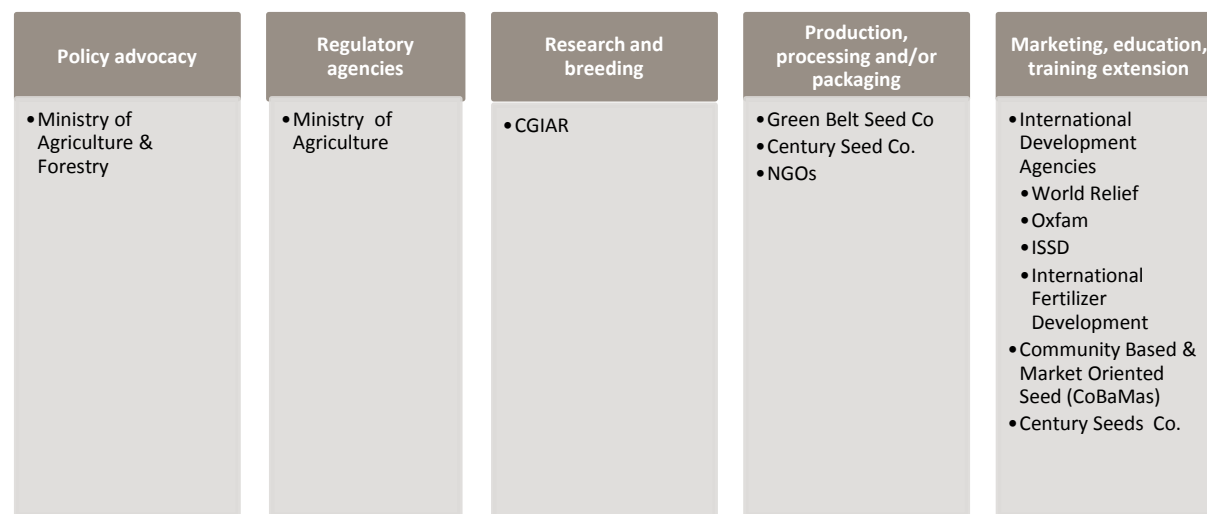 Policy advocacy
•Ministry of
Agriculture &
Forestry
Regulatory
agencies
•Ministry of
Agriculture
Research and
breeding
•CGIAR
Production,
processing and/or
packaging
•Green Belt Seed Co
•Century Seed Co.
•NGOs
Marketing, education,
training extension
•International
Development
Agencies
•World Relief
•Oxfam
•ISSD
•International
Fertilizer
Development
•Community Based &
Market Oriented
Seed (CoBaMas)
•Century Seeds Co.